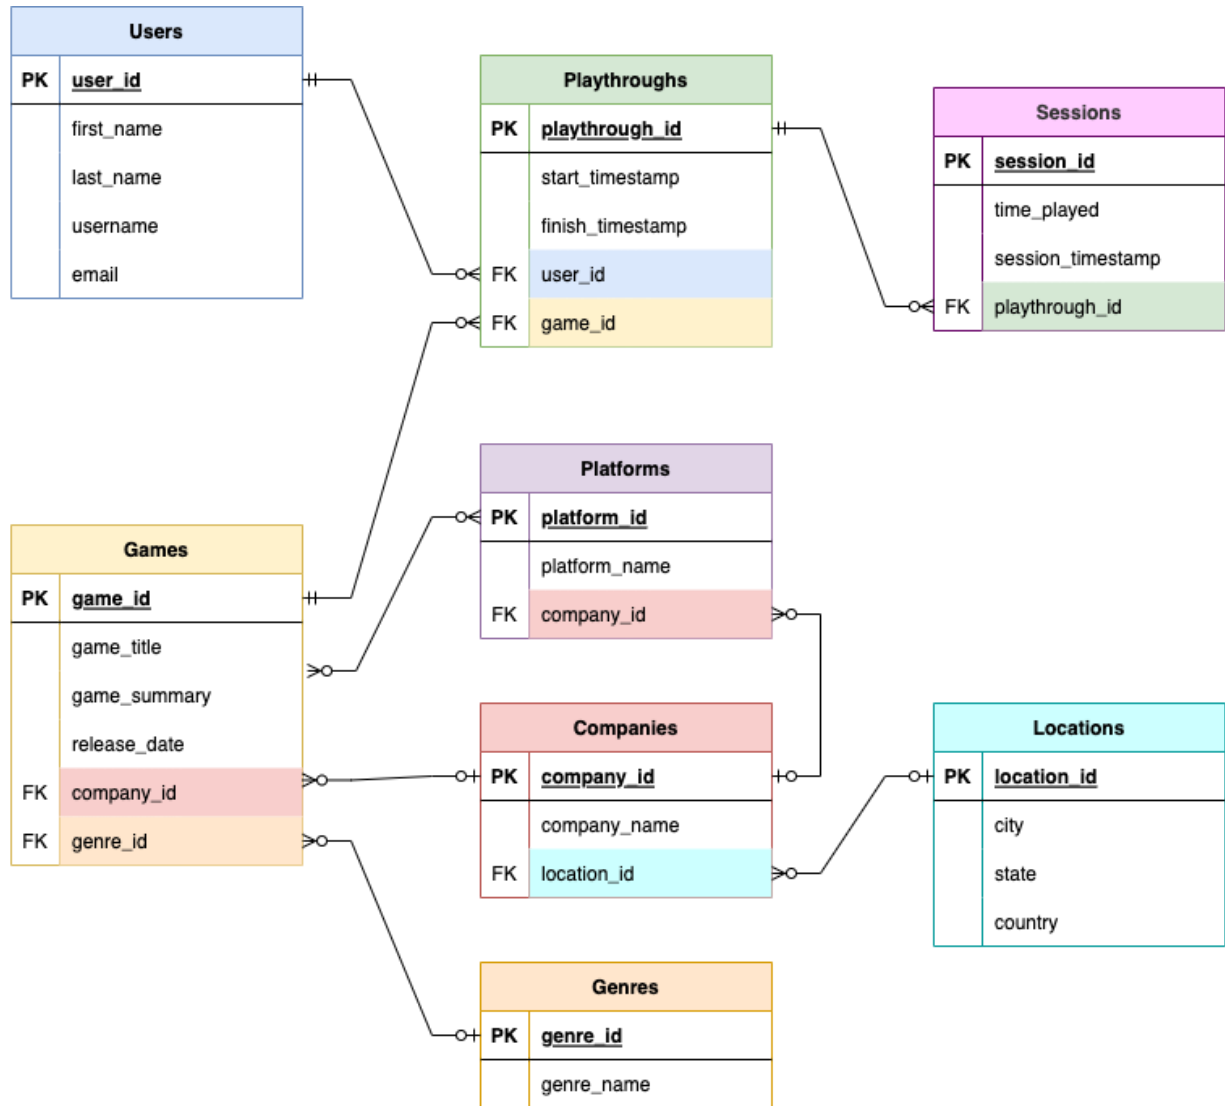 Users
PK user_id
first_name
last_name
username
email
Playthroughs
PK playthrough_id
start_timestamp
finish_timestamp
FK user_id
FK game_id
Sessions
PK session_id
time_played
session_timestamp
FK playthrough_id
Games
PK game_id
game_title
game_summary
release_date
FK company_id
FK genre_id
Platforms
PK platform_id
platform_name
FK company_id
Companies
PK company_id
company_name
FK location_id
Locations
PK location_id
city
state
country
Genres
PK genre_id
genre_name